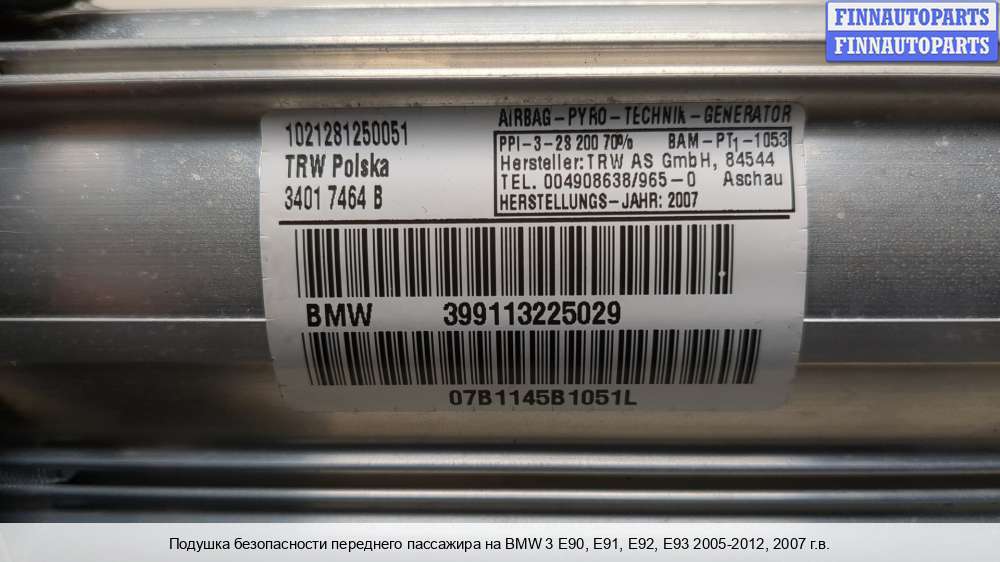 FINNAUTOPARTS
FINNAUTOPARTS
1021281250051
TRW Polska
3401 7464 B
AIRBAG-PYRO-TECHNIK-GENERATOR
PPI-3-28 200 70% BAM-PT1-1053
Hersteller: TRW AS GmbH, 84544
TEL. 004908638/965-0 Aschau
HERSTELLUNGS-JAHR: 2007
BMW 399113225029
07B1145B1051L
Подушка безопасности переднего пассажира на BMW 3 E90, E91, E92, E93 2005-2012, 2007 г.в.